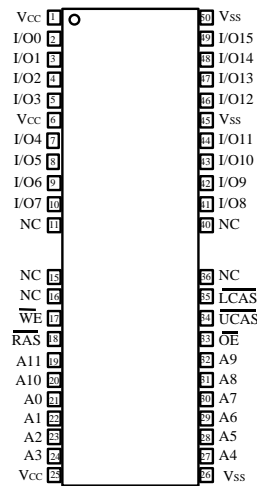 Vcc 1 50 Vss
I/O0 2 49 I/O15
I/O1 3 48 I/O14
I/O2 4 47 I/O13
I/O3 5 46 I/O12
Vcc 6 45 Vss
I/O4 7 44 I/O11
I/O5 8 43 I/O10
I/O6 9 42 I/O9
I/O7 10 41 I/O8
NC 11 40 NC
NC 15 36 NC
NC 16 35 LCAS
WE 17 34 UCAS
RAS 18 33 OE
A11 19 32 A9
A10 20 31 A8
A0 21 30 A7
A1 22 29 A6
A2 23 28 A5
A3 24 27 A4
Vcc 25 26 Vss